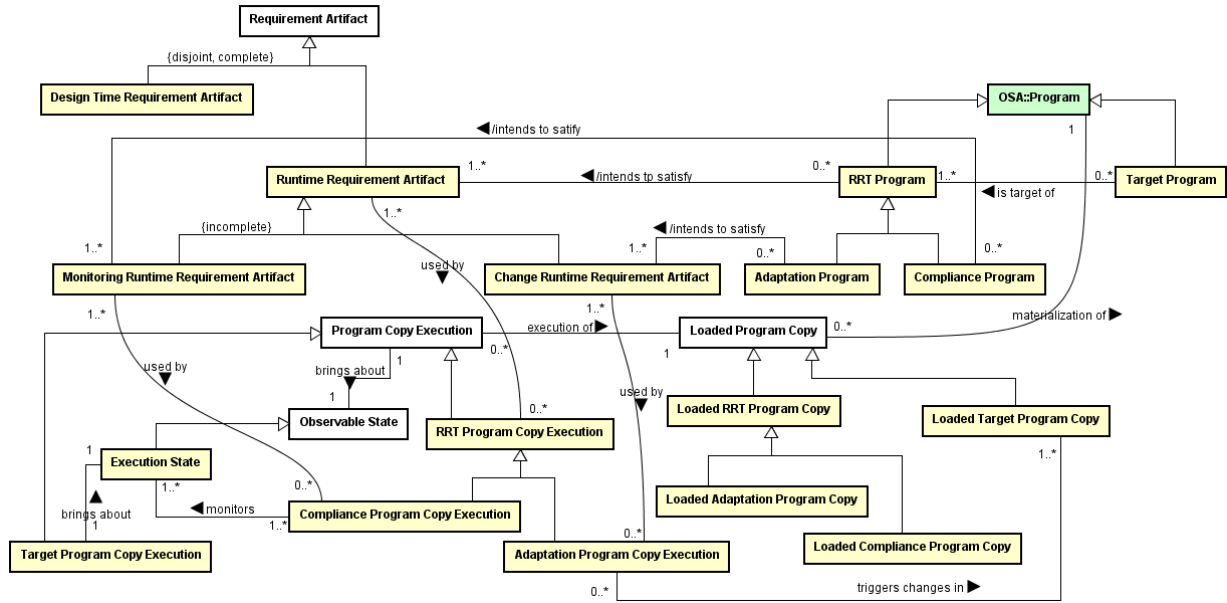 Requirement Artifact
{disjoint, complete}
Design Time Requirement Artifact
OSA::Program
1
/intends to satify
1..*
0..*
Runtime Requirement Artifact
/intends tp satisfy
RRT Program
1..*
0..*
Target Program
is target of
1..*
{incomplete}
/intends to satisfy
1..*
0..*
1..*
0..*
Monitoring Runtime Requirement Artifact
used by
Change Runtime Requirement Artifact
Adaptation Program
Compliance Program
1..*
1..*
materialization of
Program Copy Execution
execution of
Loaded Program Copy
0..*
0..*
1
1
used by
brings about
used by
1
0..*
Loaded RRT Program Copy
Loaded Target Program Copy
Observable State
RRT Program Copy Execution
1
1..*
Execution State
1..*
0..*
Loaded Adaptation Program Copy
brings about
monitors
Compliance Program Copy Execution
1
1..*
0..*
Target Program Copy Execution
Adaptation Program Copy Execution
Loaded Compliance Program Copy
0..*
triggers changes in